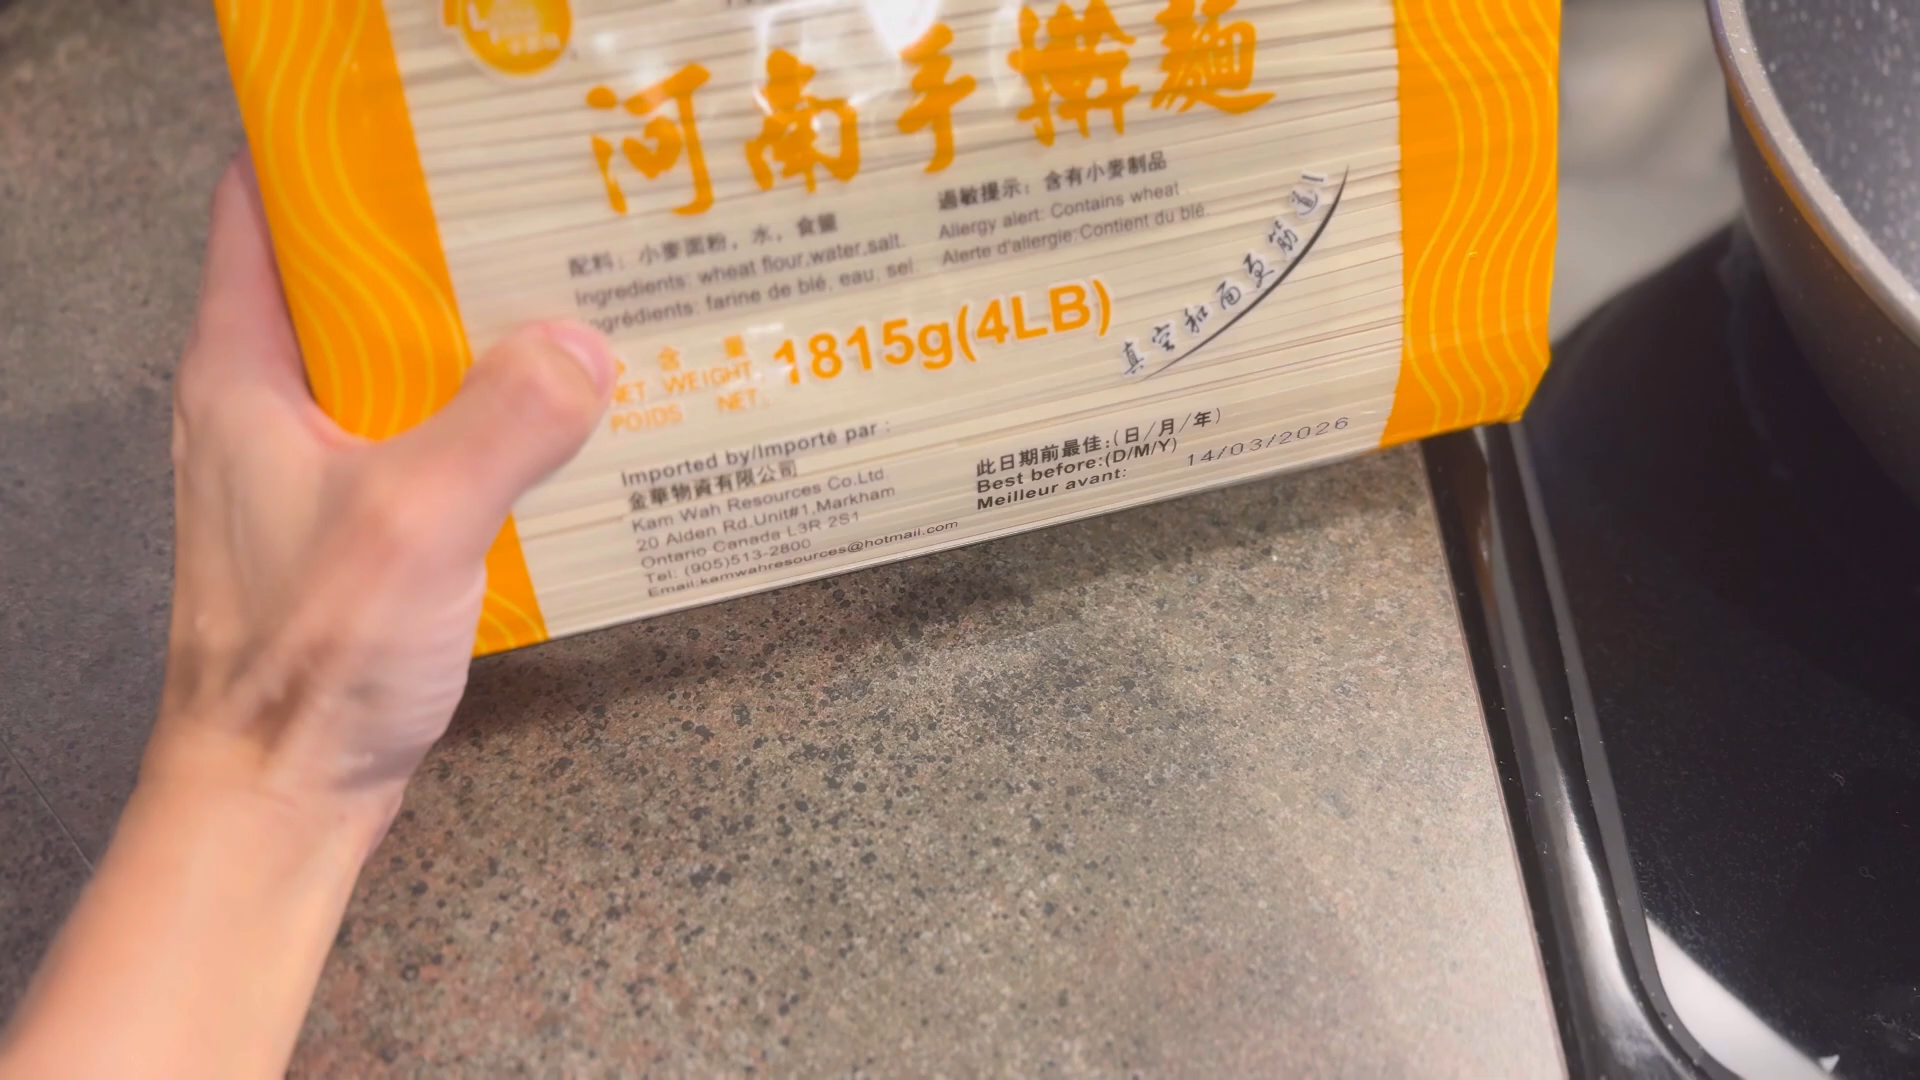 河南手擀麵
配料：小麥面粉，水，食鹽
Ingredients: wheat flour,water,salt.
Ingrédients: farine de blé, eau, sel.
過敏提示：含有小麥制品
Allergy alert: Contains wheat
Alerte d'allergie:Contient du blé.
含 量
NET WEIGHT:
POIDS NET:
1815g(4LB)
真空和面更筋道!
Imported by/Importé par :
金華物資有限公司
Kam Wah Resources Co.Ltd.
20 Alden Rd.Unit#1,Markham
Ontario Canada L3R 2S1
Tel: (905)513-2800
Email:kamwahresources@hotmail.com
此日期前最佳:(日/月/年)
Best before:(D/M/Y)
Meilleur avant:
14/03/2026